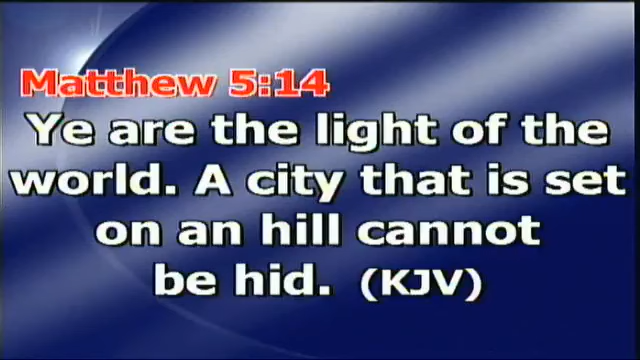 Matthew 5:14
Ye are the light of the
world. A city that is set
on an hill cannot
be hid. (KJV)